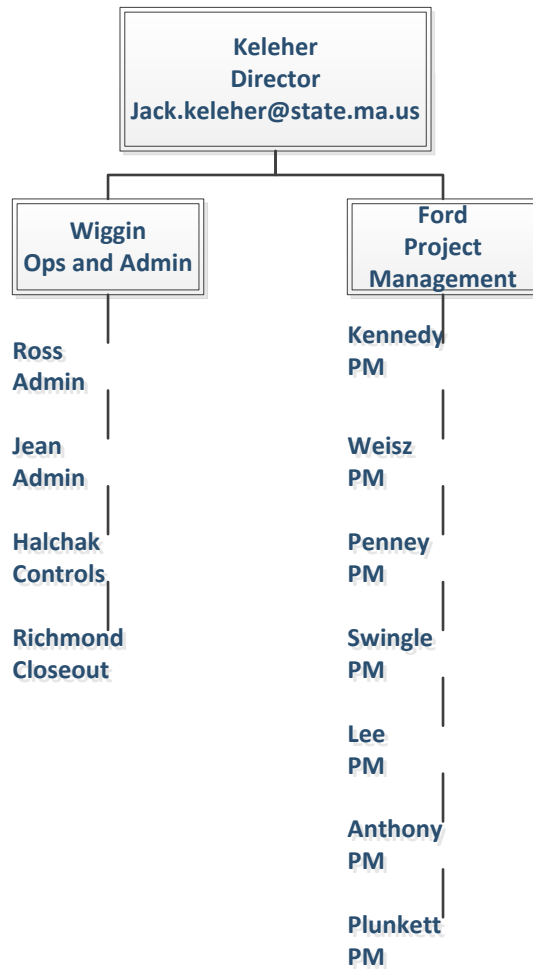 Keleher
Director
Jack.keleher@state.ma.us
Wiggin
Ops and Admin
Ross
Admin
Jean
Admin
Halchak
Controls
Richmond
Closeout
Ford
Project
Management
Kennedy
PM
Weisz
PM
Penney
PM
Swingle
PM
Lee
PM
Anthony
PM
Plunkett
PM